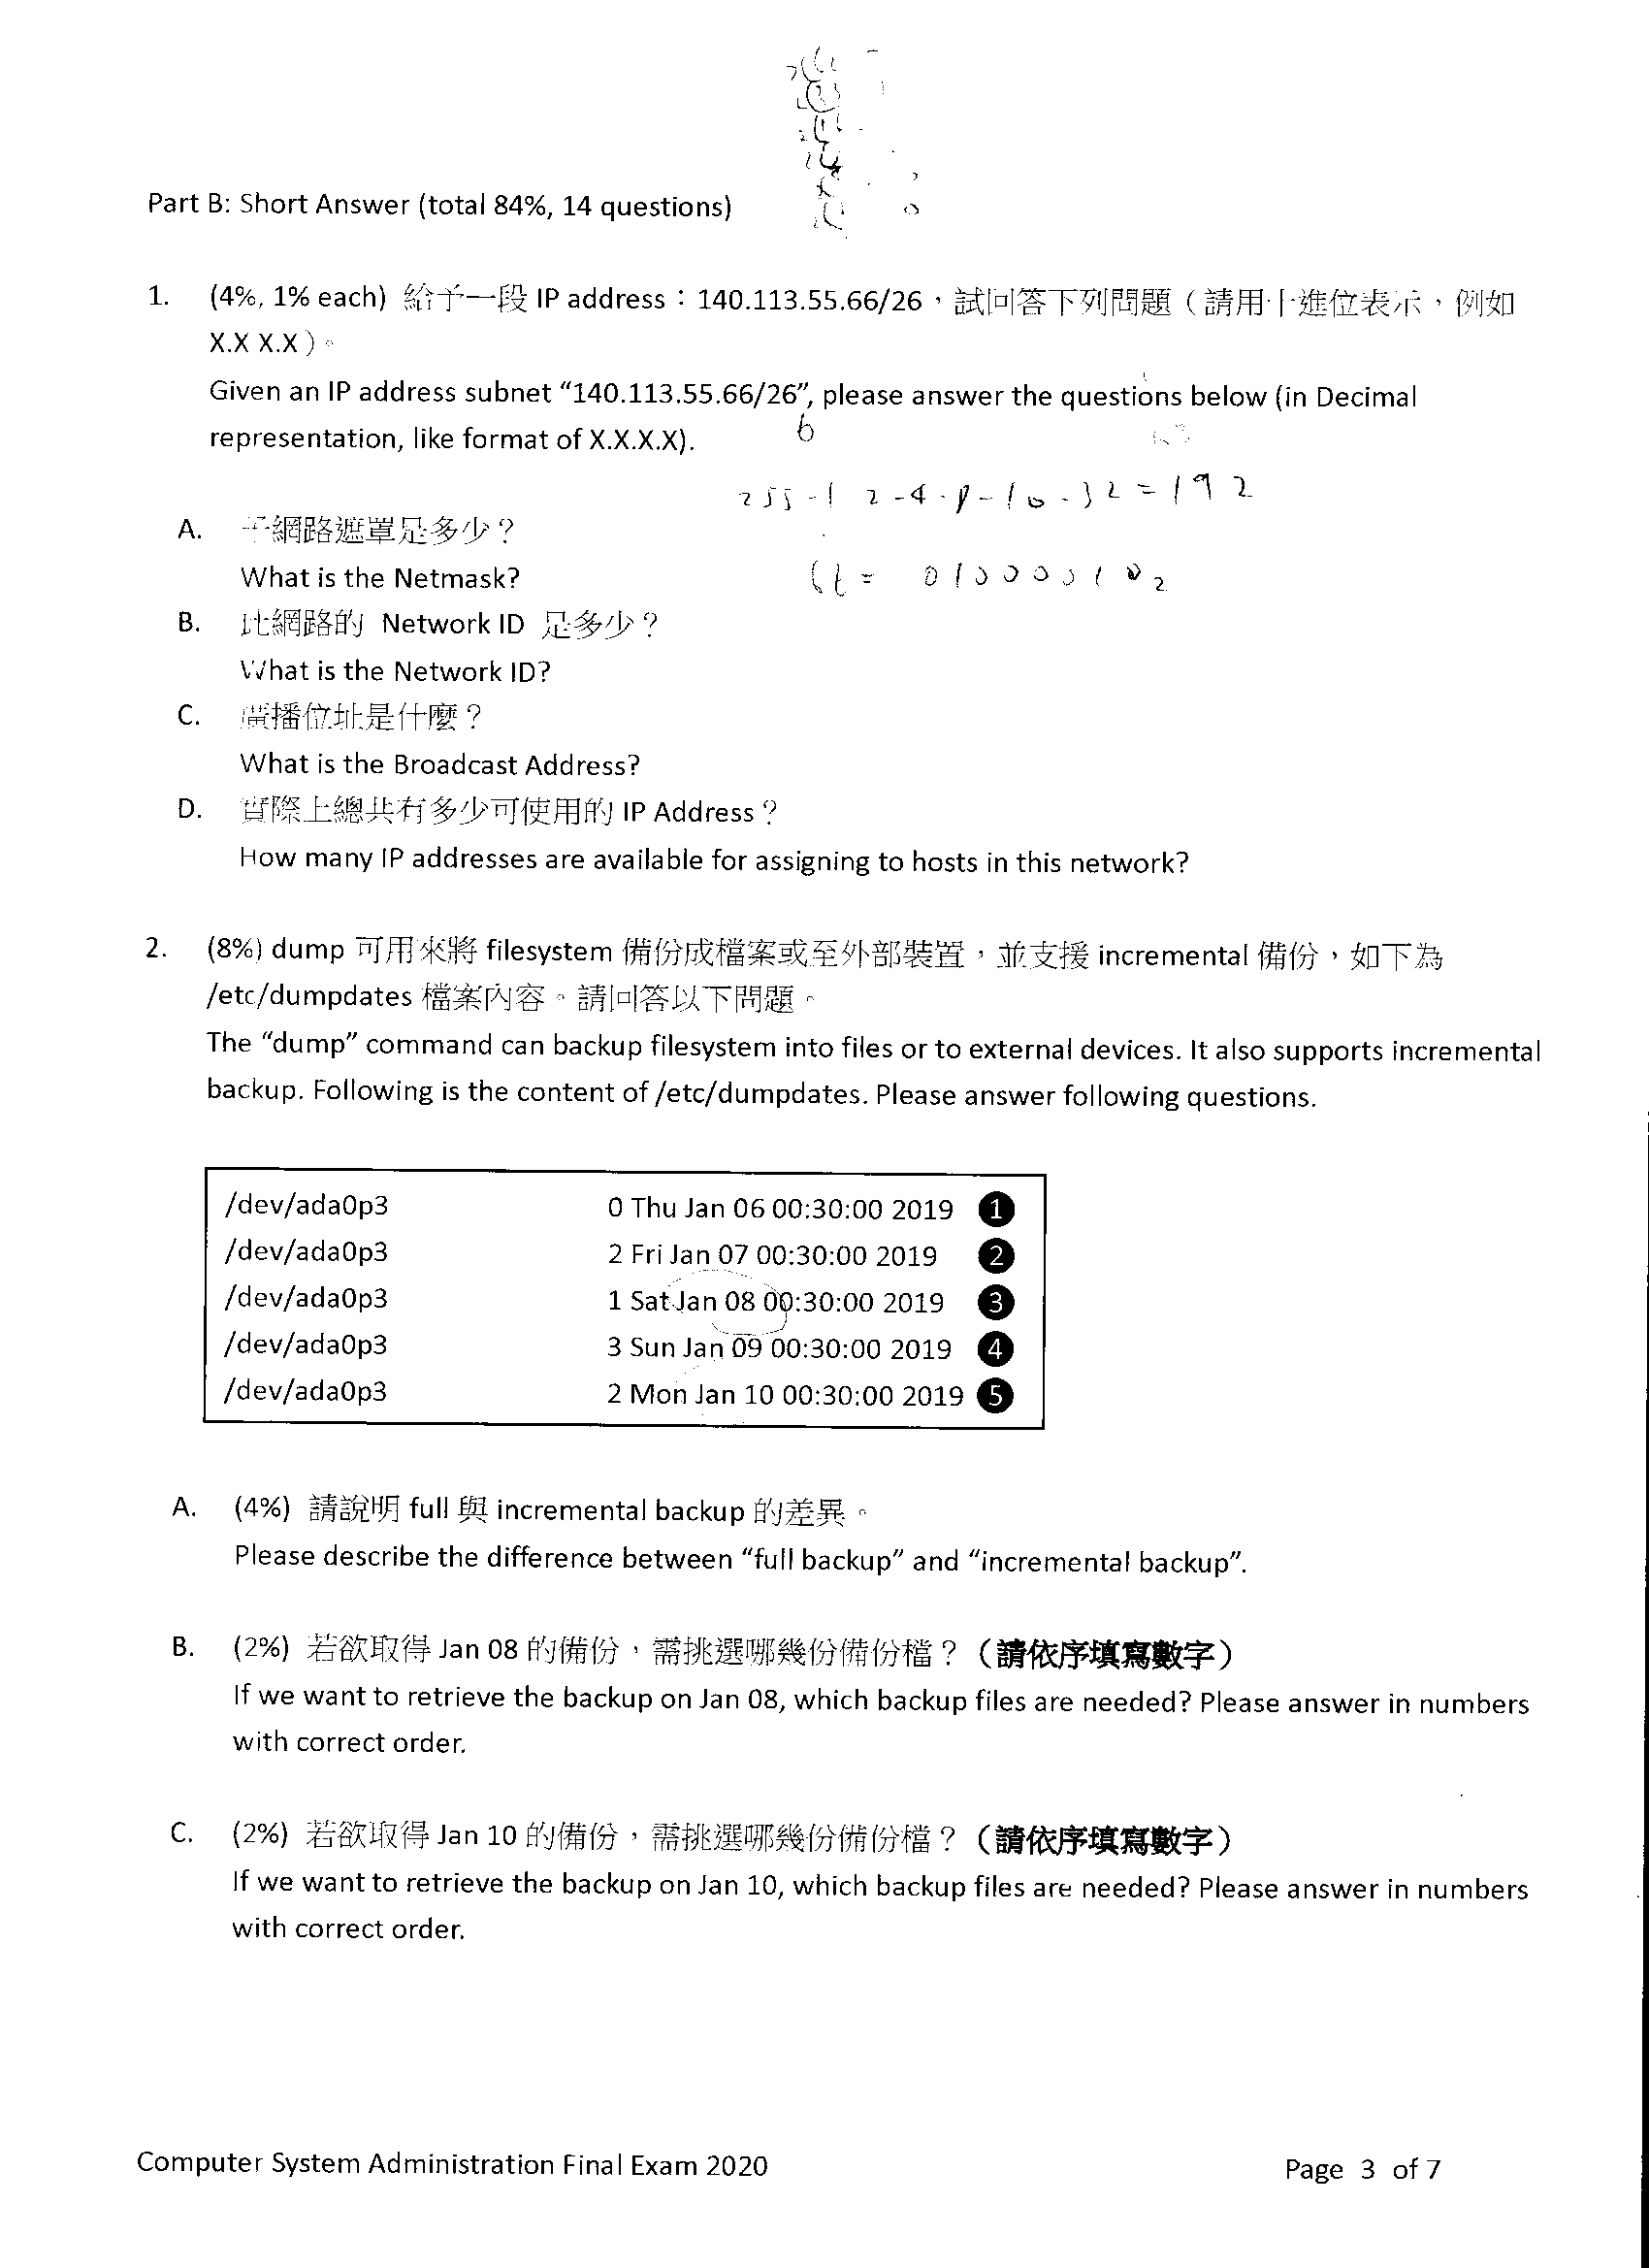 Part B: Short Answer (total 84%, 14 questions)
1. (4%, 1% each) 給予一段 IP address：140.113.55.66/26，試回答下列問題（請用十進位表示，例如
X.X X.X）。
Given an IP address subnet “140.113.55.66/26”, please answer the questions below (in Decimal
representation, like format of X.X.X.X).
6
255-1 2-4-8-16-32=192
66= 01000010₂
A. 子網路遮罩是多少？
What is the Netmask?
B. 此網路的 Network ID 是多少？
What is the Network ID?
C. 廣播位址是什麼？
What is the Broadcast Address?
D. 實際上總共有多少可使用的 IP Address？
How many IP addresses are available for assigning to hosts in this network?
2. (8%) dump 可用來將 filesystem 備份成檔案或至外部裝置，並支援 incremental 備份，如下為
/etc/dumpdates 檔案內容。請回答以下問題。
The “dump” command can backup filesystem into files or to external devices. It also supports incremental
backup. Following is the content of /etc/dumpdates. Please answer following questions.
/dev/ada0p3 0 Thu Jan 06 00:30:00 2019 ❶
/dev/ada0p3 2 Fri Jan 07 00:30:00 2019 ❷
/dev/ada0p3 1 Sat Jan 08 00:30:00 2019 ❸
/dev/ada0p3 3 Sun Jan 09 00:30:00 2019 ❹
/dev/ada0p3 2 Mon Jan 10 00:30:00 2019 ❺
A. (4%) 請說明 full 與 incremental backup 的差異。
Please describe the difference between “full backup” and “incremental backup”.
B. (2%) 若欲取得 Jan 08 的備份，需挑選哪幾份備份檔？（請依序填寫數字）
If we want to retrieve the backup on Jan 08, which backup files are needed? Please answer in numbers
with correct order.
C. (2%) 若欲取得 Jan 10 的備份，需挑選哪幾份備份檔？（請依序填寫數字）
If we want to retrieve the backup on Jan 10, which backup files are needed? Please answer in numbers
with correct order.
Computer System Administration Final Exam 2020
Page 3 of 7